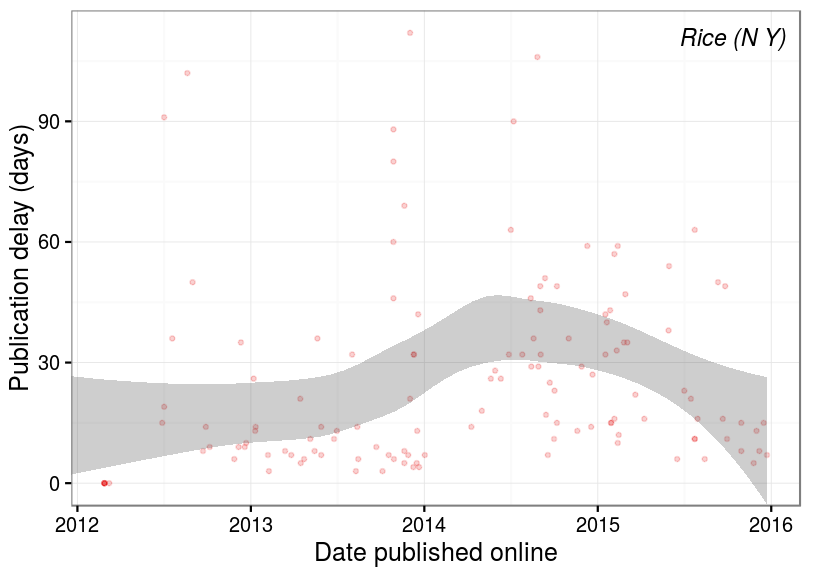 Rice (N Y)
Publication delay (days)
90
60
30
0
2012 2013 2014 2015 2016
Date published online